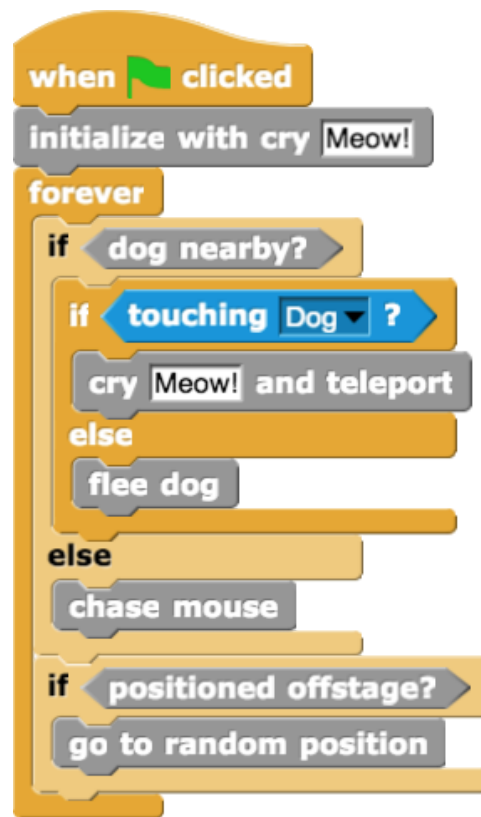 when clicked
initialize with cry Meow!
forever
if dog nearby?
if touching Dog ?
cry Meow! and teleport
else
flee dog
else
chase mouse
if positioned offstage?
go to random position